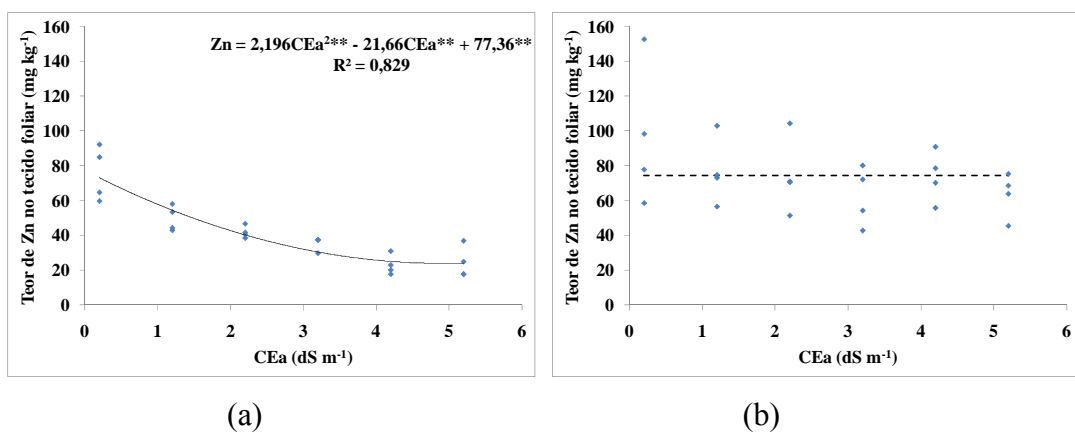 Zn = 2,196CEa²** - 21,66CEa** + 77,36**
R² = 0,829
Teor de Zn no tecido foliar (mg kg⁻¹)
160
140
120
100
80
60
40
20
0
0 1 2 3 4 5 6
CEa (dS m⁻¹)
(a)
Teor de Zn no tecido foliar (mg kg⁻¹)
160
140
120
100
80
60
40
20
0
0 1 2 3 4 5 6
CEa (dS m⁻¹)
(b)